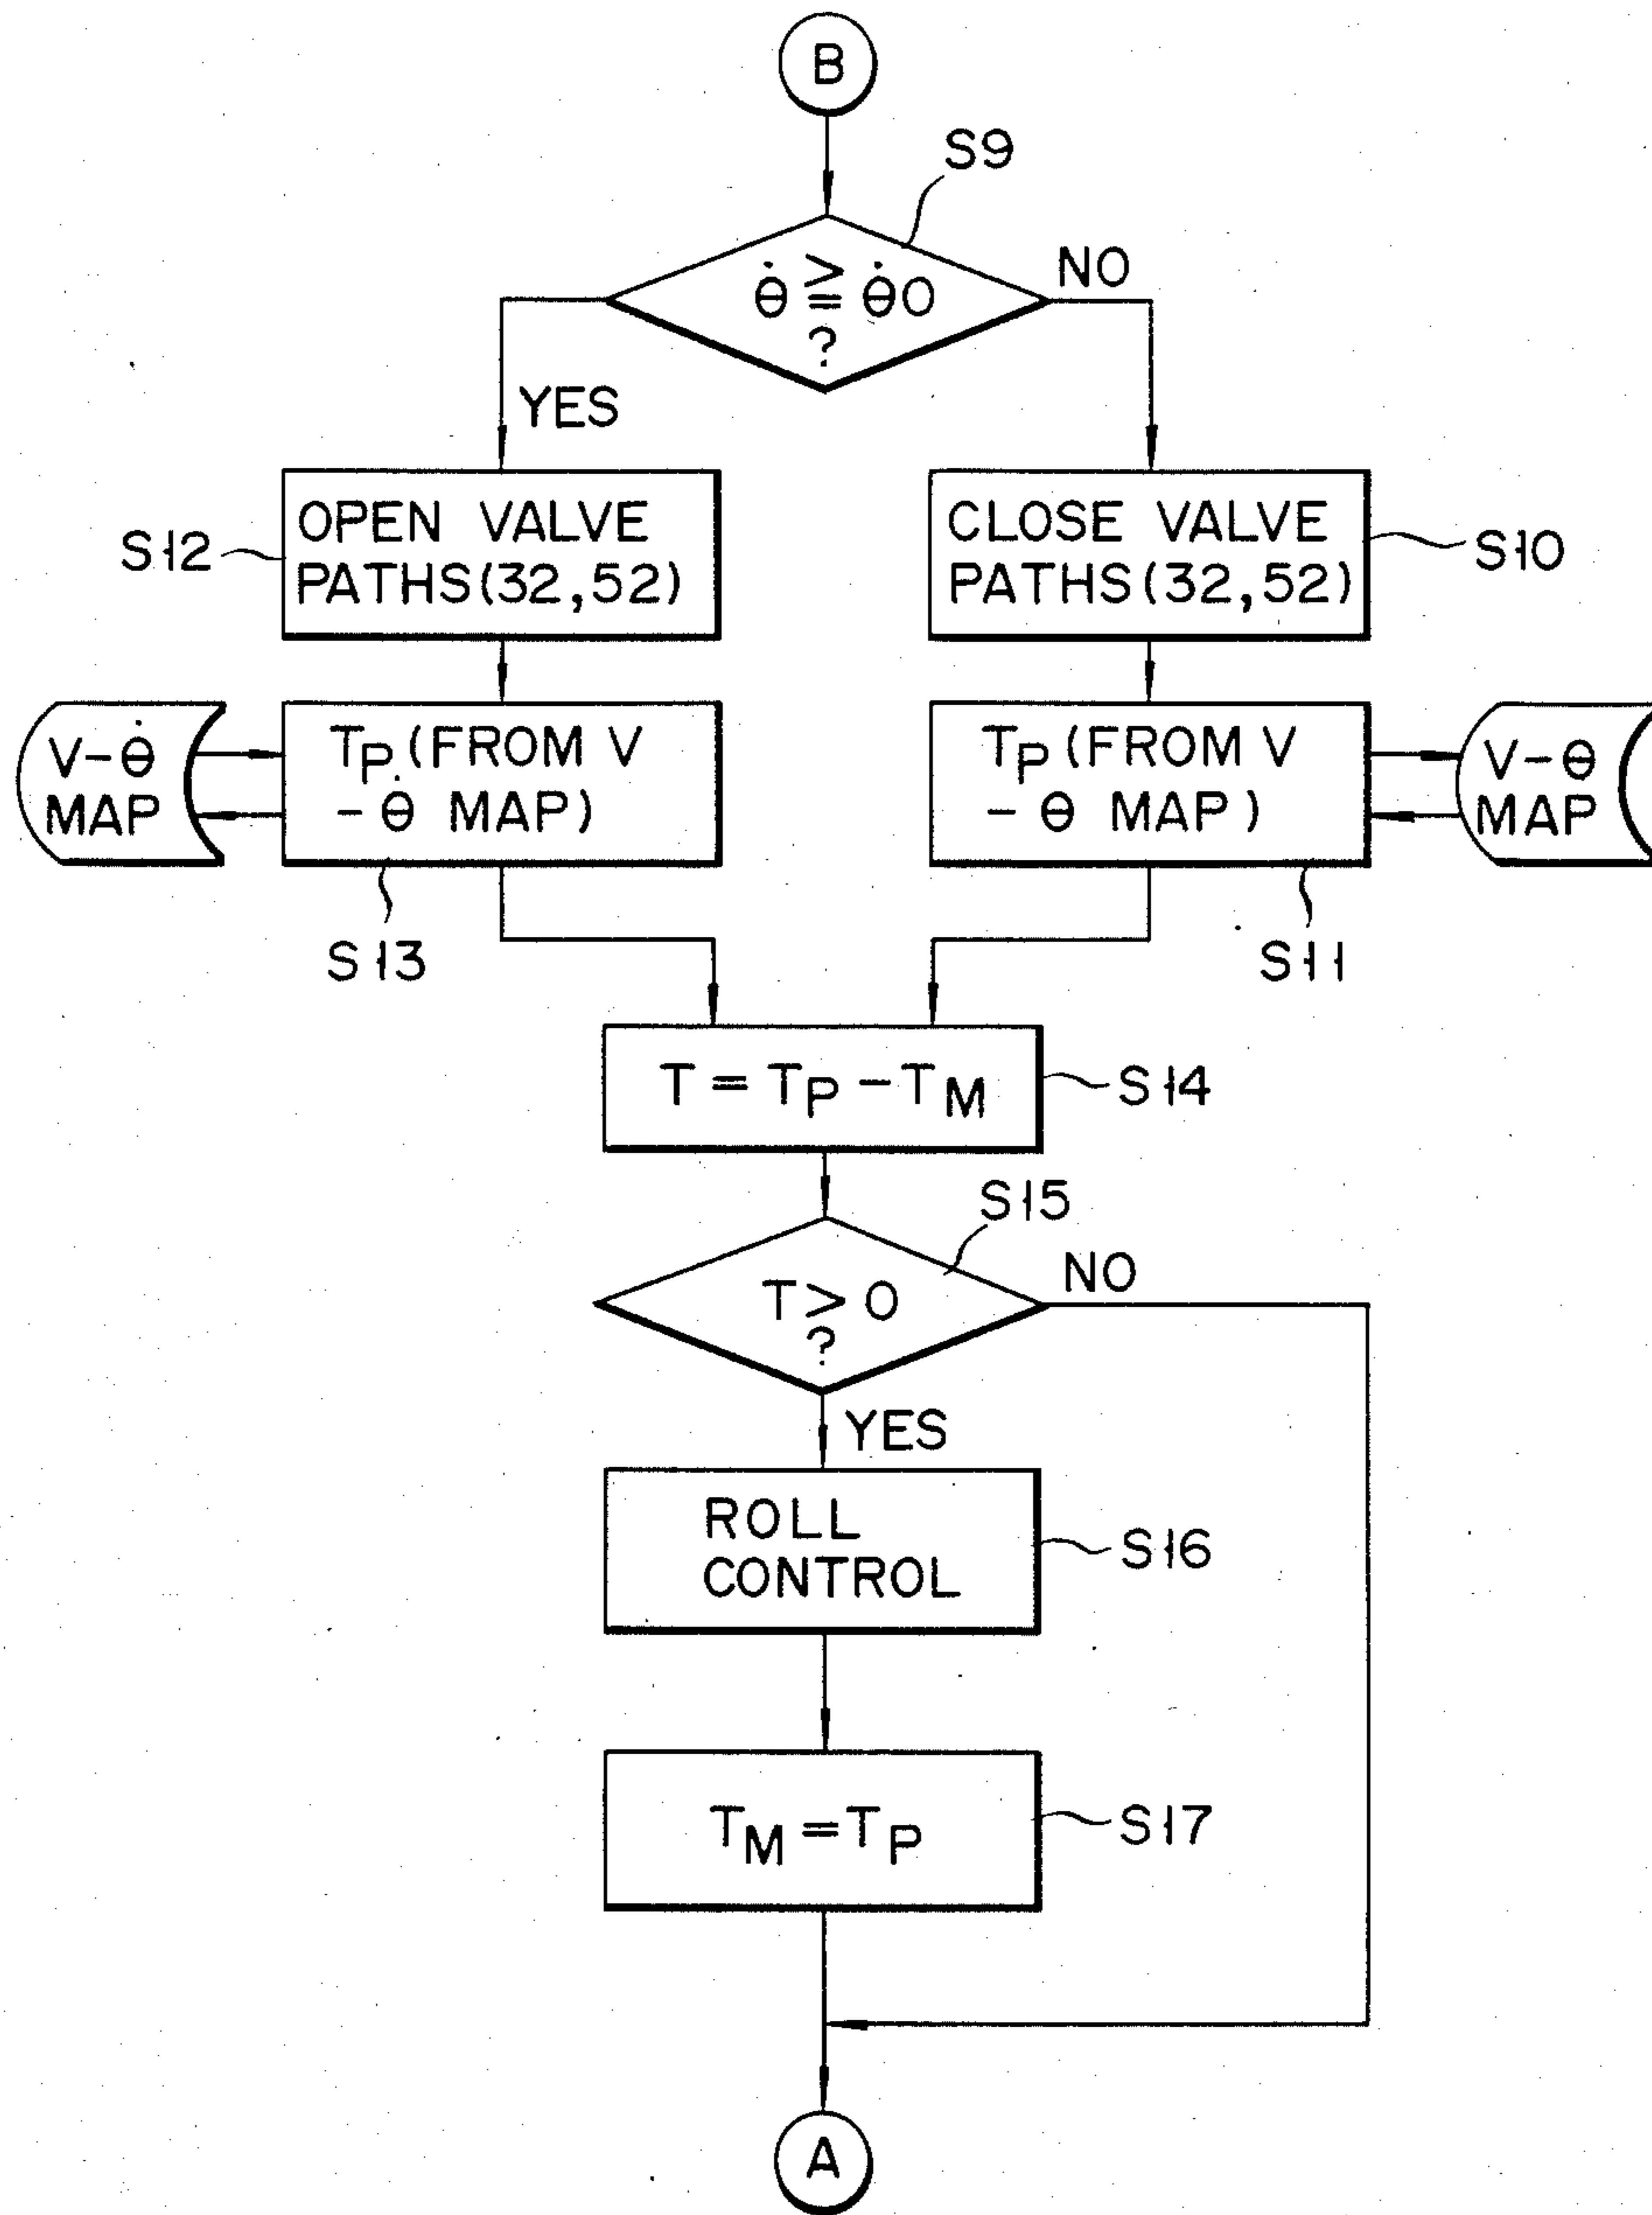 B
S9
θ̇ ≧ θ̇0
?
NO
YES
OPEN VALVE
PATHS(32,52)
S12
CLOSE VALVE
PATHS(32,52)
S10
V-θ̇
MAP
TP (FROM V
- θ̇ MAP)
S13
TP (FROM V
- θ MAP)
V-θ
MAP
S11
T = TP - TM
S14
S15
T > 0
?
NO
YES
ROLL
CONTROL
S16
TM = TP
S17
A